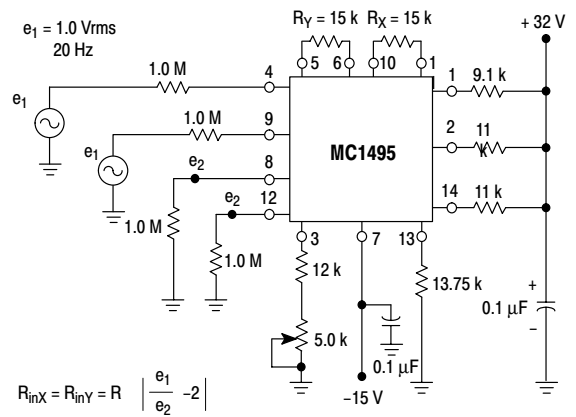 e1 = 1.0 Vrms
20 Hz
RY = 15 k
RX = 15 k
+ 32 V
5
6
10
1
1.0 M
4
1
9.1 k
e1
1.0 M
9
2
11
k
MC1495
e1
e2
8
e2
12
14
11 k
3
7
13
1.0 M
1.0 M
12 k
13.75 k
+
0.1 µF
–
5.0 k
0.1 µF
–15 V
RinX = RinY = R | e1 / e2 –2 |